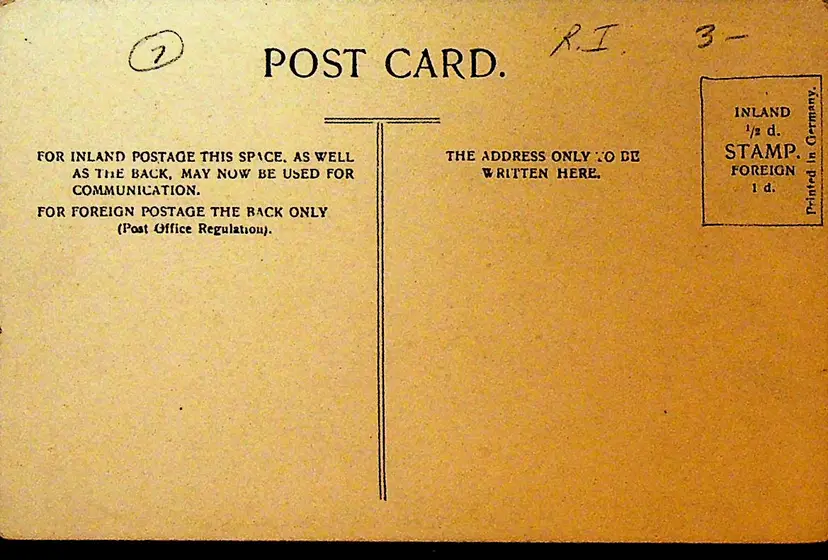 7
POST CARD.
R.I.
3-
FOR INLAND POSTAGE THIS SPACE, AS WELL
AS THE BACK, MAY NOW BE USED FOR
COMMUNICATION.
FOR FOREIGN POSTAGE THE BACK ONLY
(Post Office Regulation).
THE ADDRESS ONLY TO BE
WRITTEN HERE.
INLAND
1/2 d.
STAMP.
FOREIGN
1 d.
Printed in Germany.